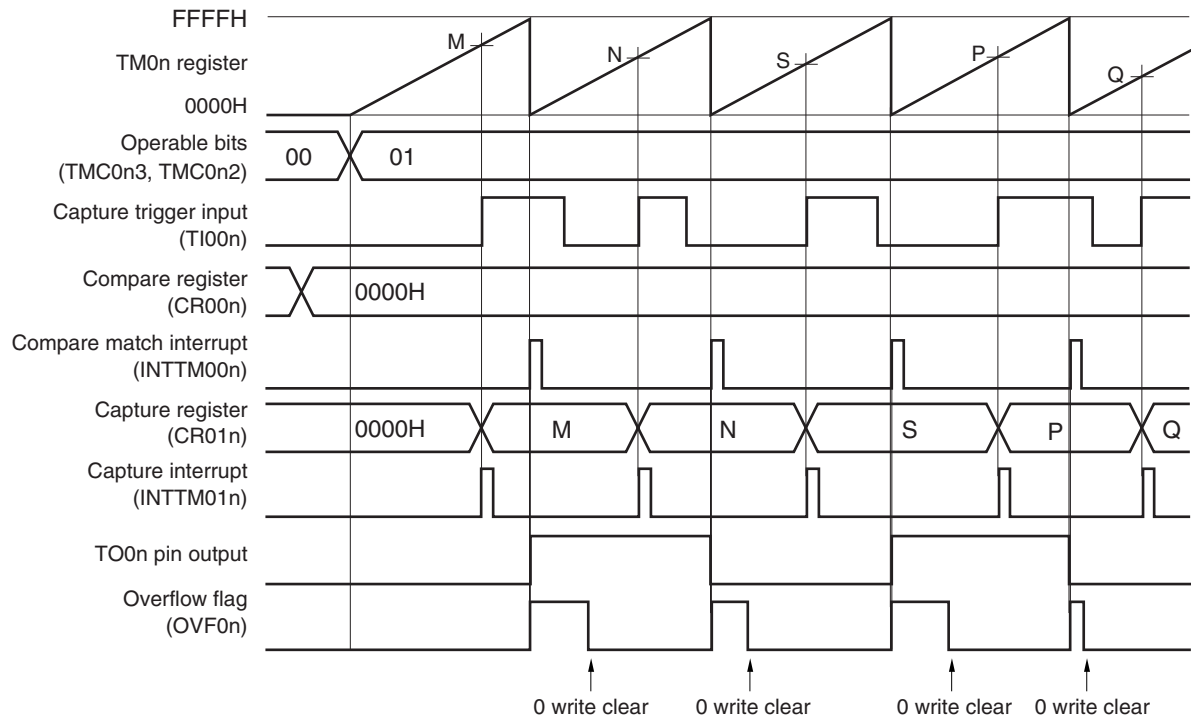 FFFFH
TM0n register
0000H
M
N
S
P
Q
Operable bits
(TMC0n3, TMC0n2)
00
01
Capture trigger input
(TI00n)
Compare register
(CR00n)
0000H
Compare match interrupt
(INTTM00n)
Capture register
(CR01n)
0000H
M
N
S
P
Q
Capture interrupt
(INTTM01n)
TO0n pin output
Overflow flag
(OVF0n)
0 write clear
0 write clear
0 write clear
0 write clear